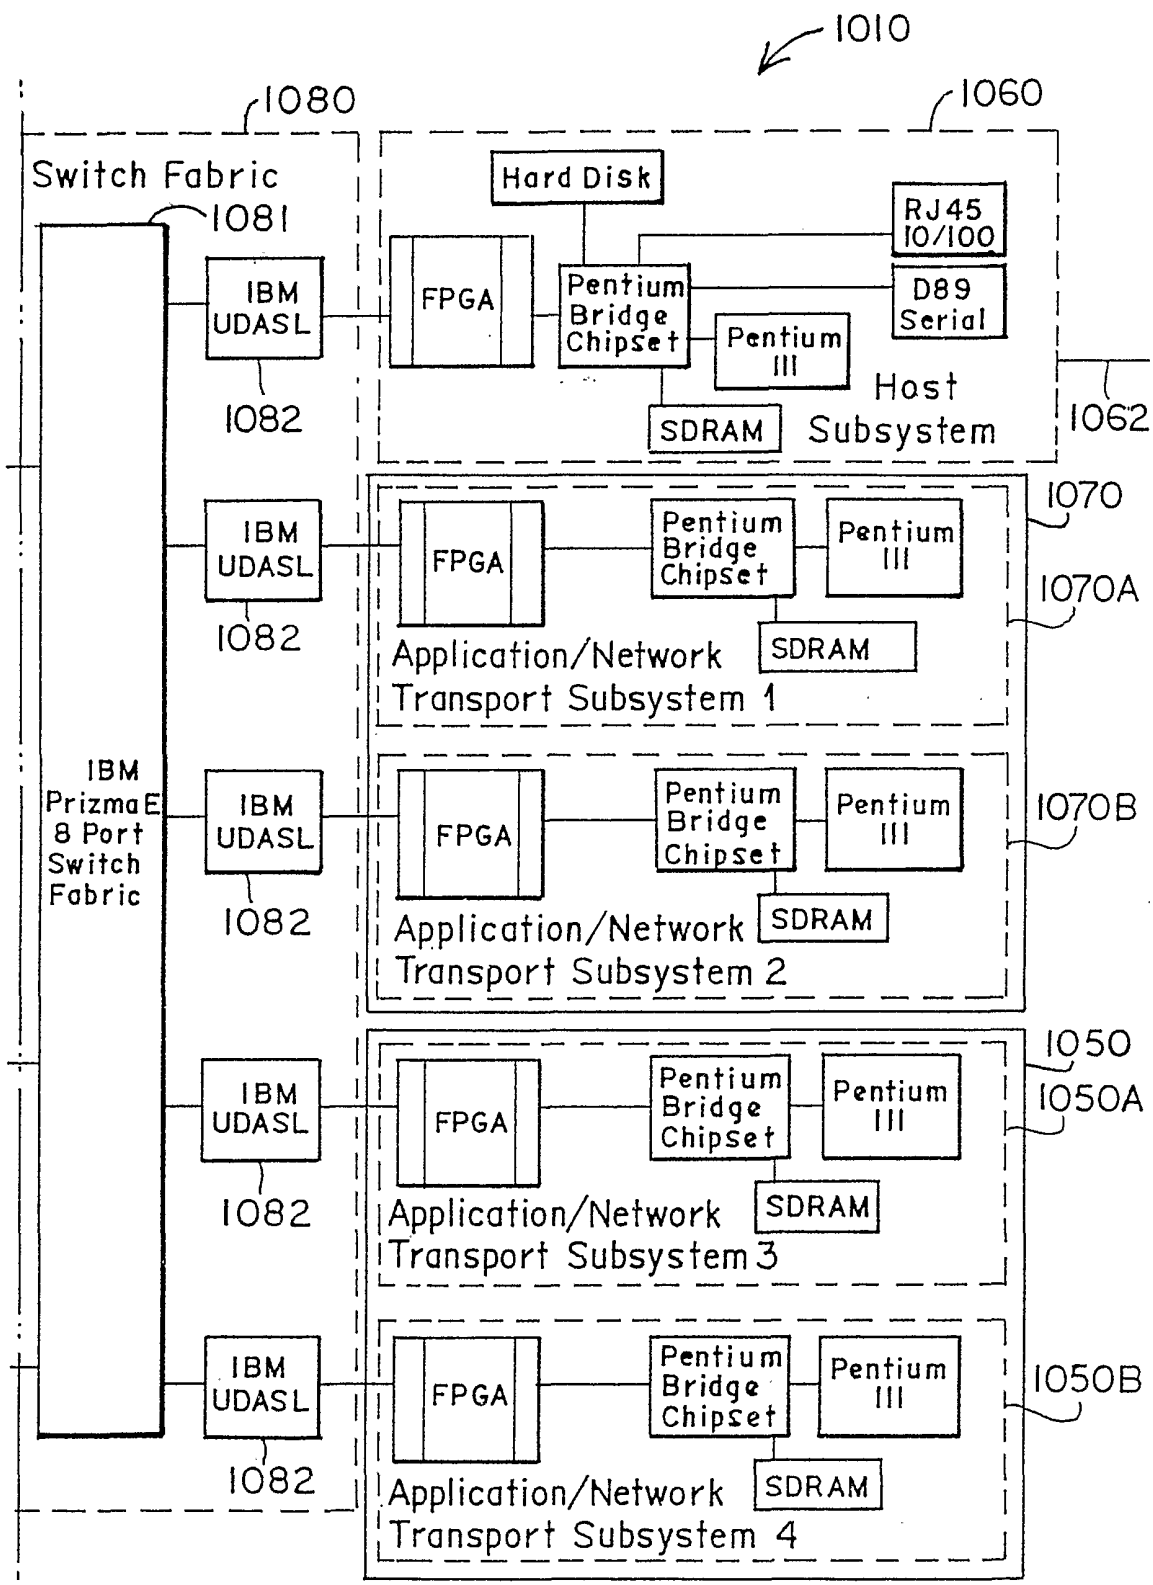 1010
1080
1060
Switch Fabric
1081
Hard Disk
RJ45
10/100
IBM
UDASL
FPGA
Pentium
Bridge
Chipset
D89
Serial
Pentium
III
1082
SDRAM
Host
Subsystem
1062
1070
IBM
UDASL
FPGA
Pentium
Bridge
Chipset
Pentium
III
1070A
1082
SDRAM
Application/Network
Transport Subsystem 1
IBM
PrizmaE
8 Port
Switch
Fabric
IBM
UDASL
FPGA
Pentium
Bridge
Chipset
Pentium
III
1070B
1082
SDRAM
Application/Network
Transport Subsystem 2
1050
IBM
UDASL
FPGA
Pentium
Bridge
Chipset
Pentium
III
1050A
1082
SDRAM
Application/Network
Transport Subsystem 3
IBM
UDASL
FPGA
Pentium
Bridge
Chipset
Pentium
III
1050B
1082
SDRAM
Application/Network
Transport Subsystem 4